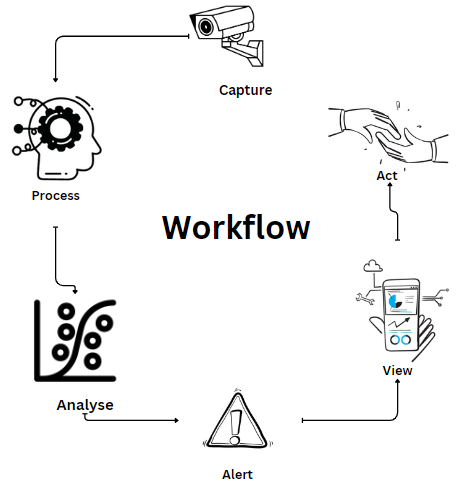 Capture
Process
Act
Workflow
Analyse
View
Alert